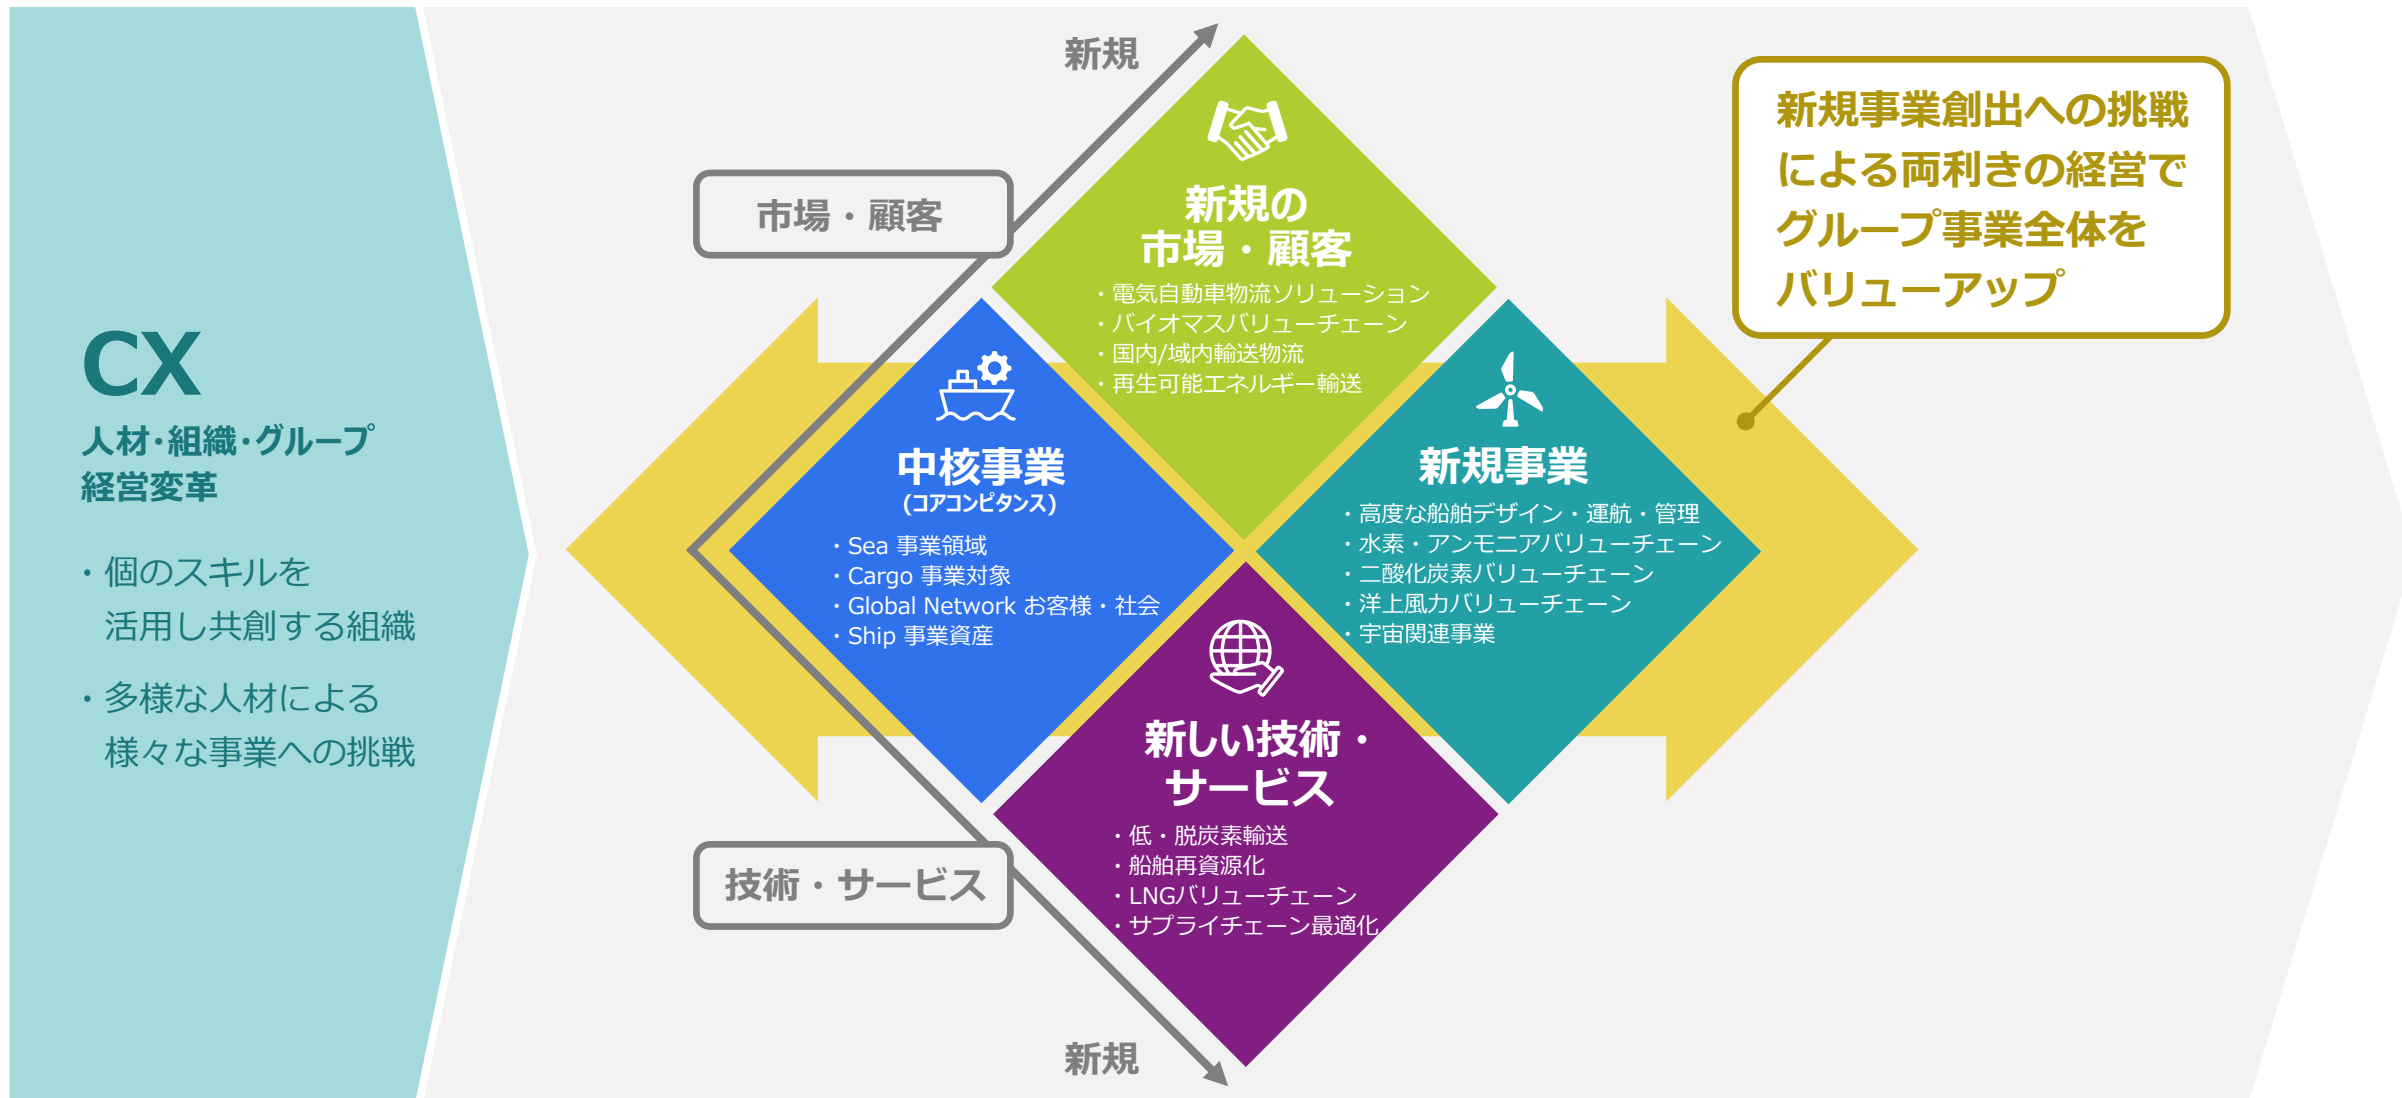 CX
人材・組織・グループ
経営変革
・個のスキルを
活用し共創する組織
・多様な人材による
様々な事業への挑戦
新規
市場・顧客
新規の
市場・顧客
・電気自動車物流ソリューション
・バイオマスバリューチェーン
・国内/域内輸送物流
・再生可能エネルギー輸送
中核事業
(コアコンピタンス)
・Sea 事業領域
・Cargo 事業対象
・Global Network お客様・社会
・Ship 事業資産
新規事業
・高度な船舶デザイン・運航・管理
・水素・アンモニアバリューチェーン
・二酸化炭素バリューチェーン
・洋上風力バリューチェーン
・宇宙関連事業
新しい技術・
サービス
・低・脱炭素輸送
・船舶再資源化
・LNGバリューチェーン
・サプライチェーン最適化
技術・サービス
新規
新規事業創出への挑戦
による両利きの経営で
グループ事業全体を
バリューアップ